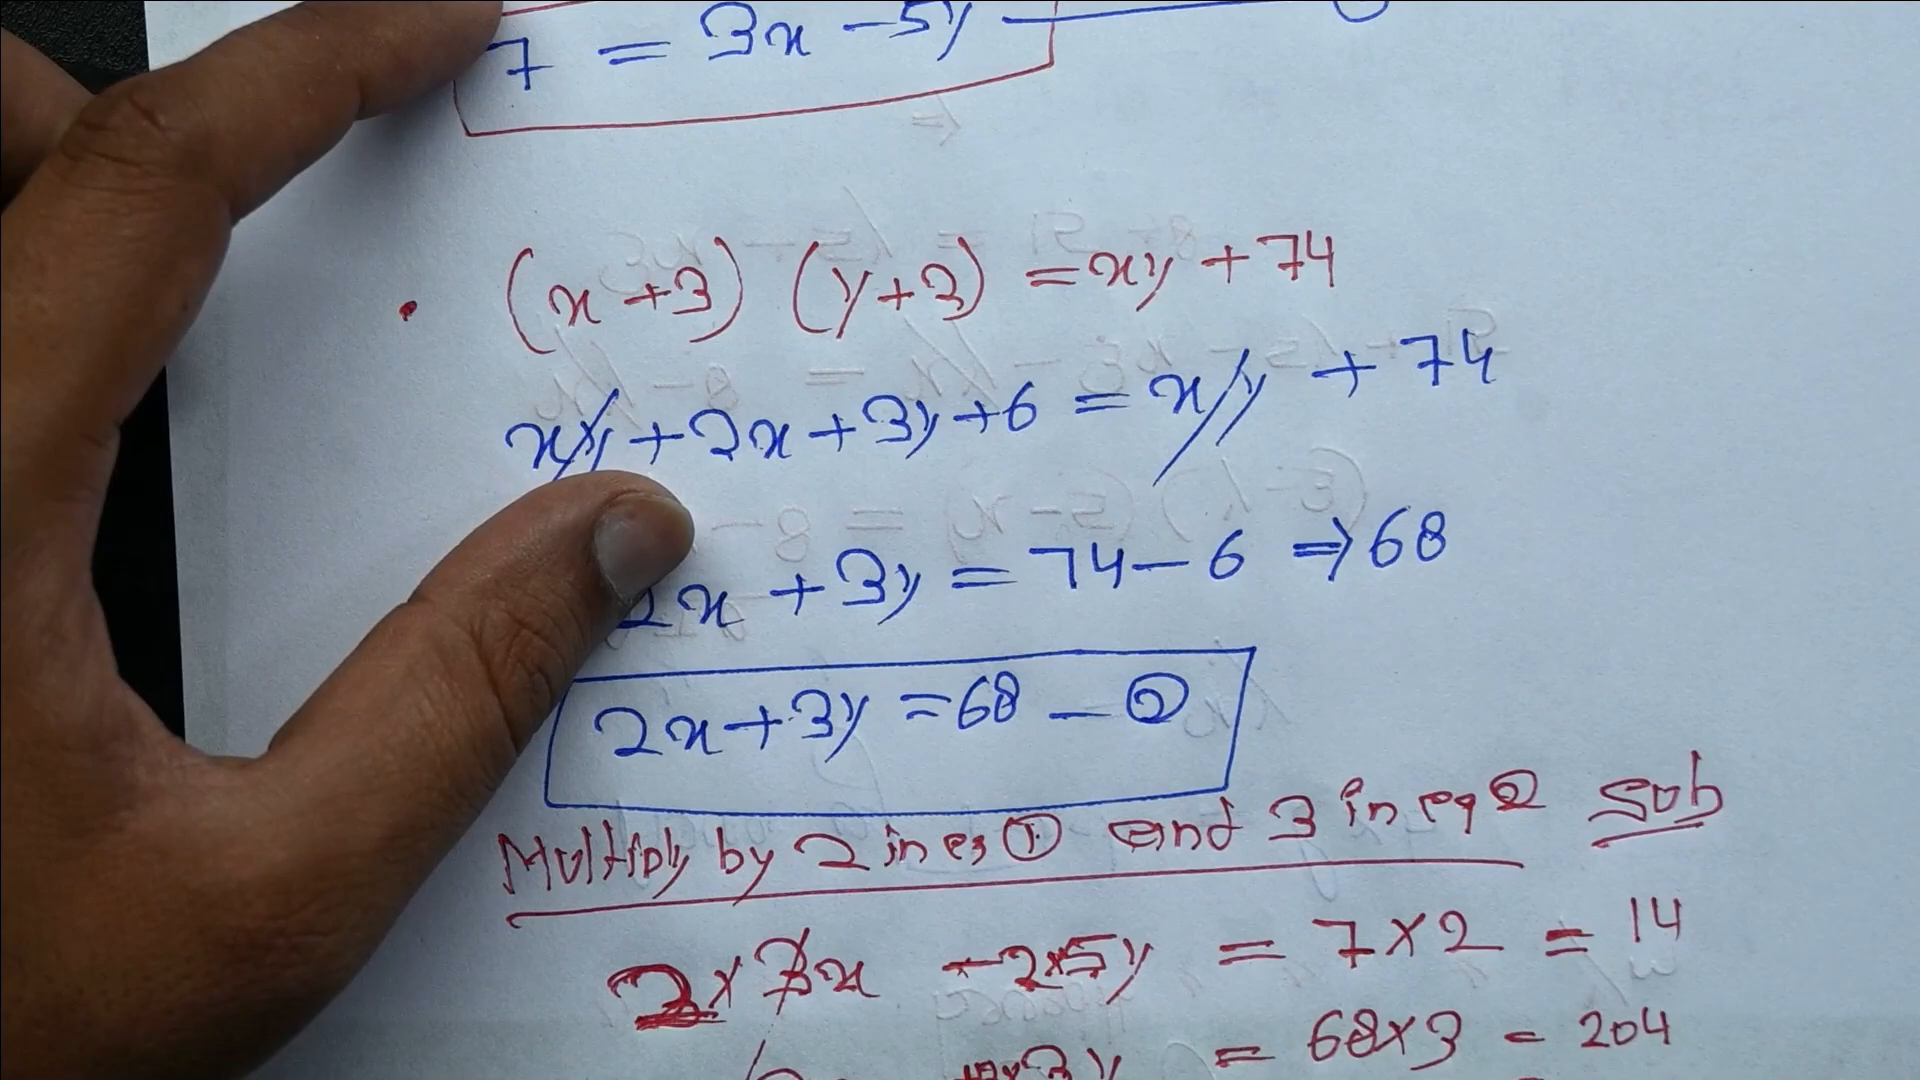 7 = 3x - 5y
• (x+3) (y+2) = xy + 74
xy + 2x + 3y + 6 = xy + 74
2x + 3y = 74 - 6 ⇒ 68
2x + 3y = 68 - ②
Multiply by 2 in eq ① and 3 in eq 2 Sub
2 × 3x - 2×5y = 7 × 2 = 14
3y = 68×3 = 204